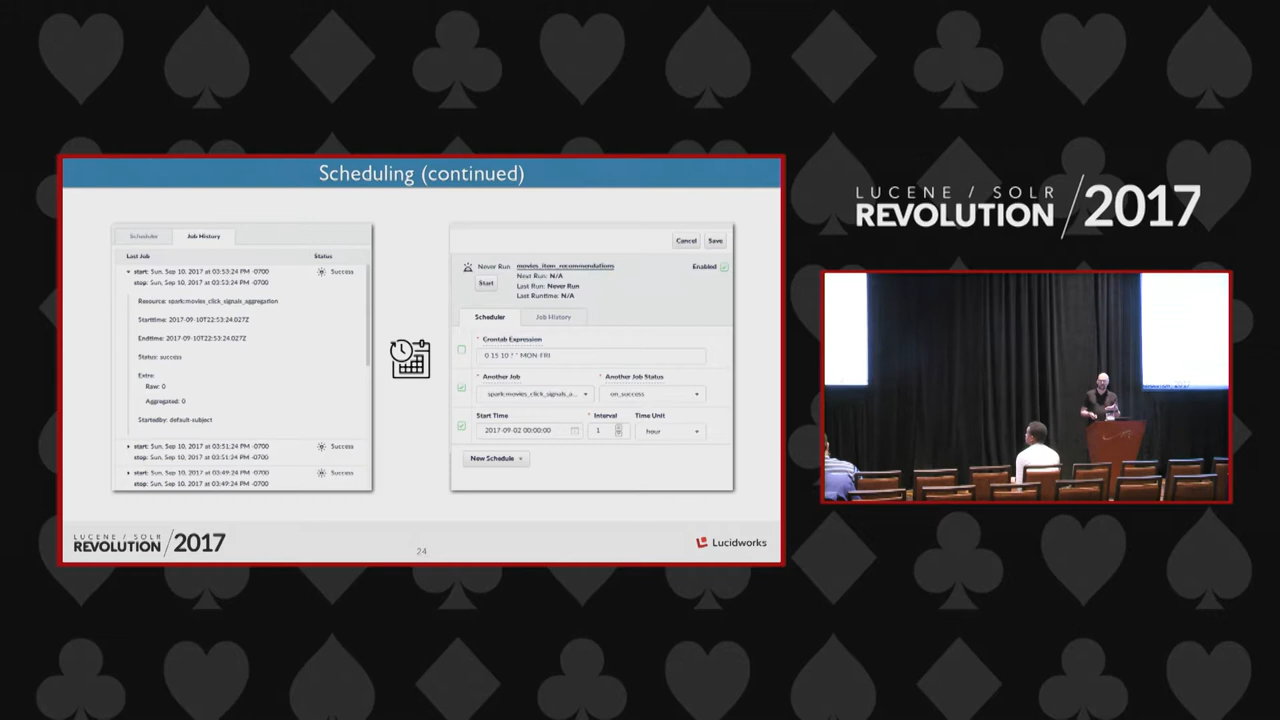 Scheduling (continued)
Scheduler Job History
Last Job Status
start: Sun, Sep 10, 2017 at 03:53:24 PM -0700 Success
stop: Sun, Sep 10, 2017 at 03:53:24 PM -0700
Resource: spark:movies_click_signals_aggregation
Starttime: 2017-09-10T22:53:24.027Z
Endtime: 2017-09-10T22:53:24.027Z
Status: success
Extra:
Raw: 0
Aggregated: 0
Startedby: default-subject
start: Sun, Sep 10, 2017 at 03:51:24 PM -0700 Success
stop: Sun, Sep 10, 2017 at 03:51:24 PM -0700
start: Sun, Sep 10, 2017 at 03:49:24 PM -0700 Success
stop: Sun, Sep 10, 2017 at 03:49:24 PM -0700
Cancel Save
Never Run movies_item_recommendations Enabled
Next Run: N/A
Start Last Run: Never Run
Last Runtime: N/A
Scheduler Job History
* Crontab Expression
0 15 10 ? * MON-FRI
* Another Job * Another Job Status
spark:movies_click_signals_a... on_success
Start Time * Interval Time Unit
2017-09-02 00:00:00 1 hour
New Schedule
LUCENE / SOLR
REVOLUTION /2017
24
Lucidworks
LUCENE / SOLR
REVOLUTION /2017